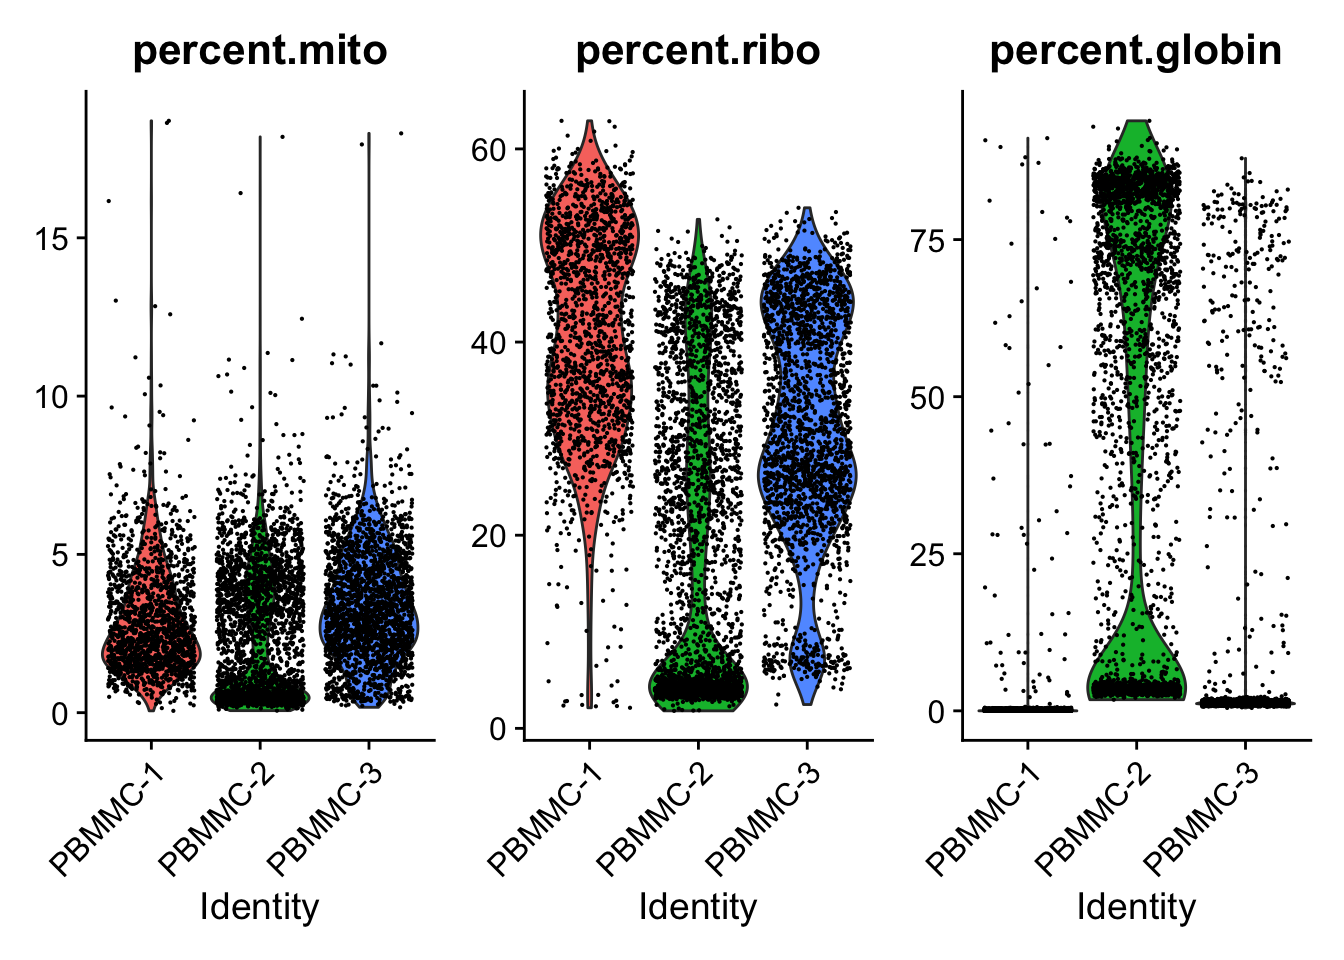 percent.mito
15
10
5
0
PBMMC-1
PBMMC-2
PBMMC-3
Identity
percent.ribo
60
40
20
0
PBMMC-1
PBMMC-2
PBMMC-3
Identity
percent.globin
75
50
25
0
PBMMC-1
PBMMC-2
PBMMC-3
Identity